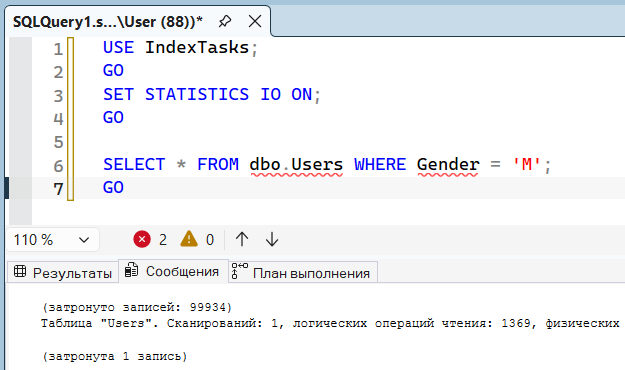 SQLQuery1.s...\User (88))*
1 USE IndexTasks;
2 GO
3 SET STATISTICS IO ON;
4 GO
5
6 SELECT * FROM dbo.Users WHERE Gender = 'M';
7 GO
110 % 2 0
Результаты Сообщения План выполнения
(затронуто записей: 99934)
Таблица "Users". Сканирований: 1, логических операций чтения: 1369, физических
(затронута 1 запись)